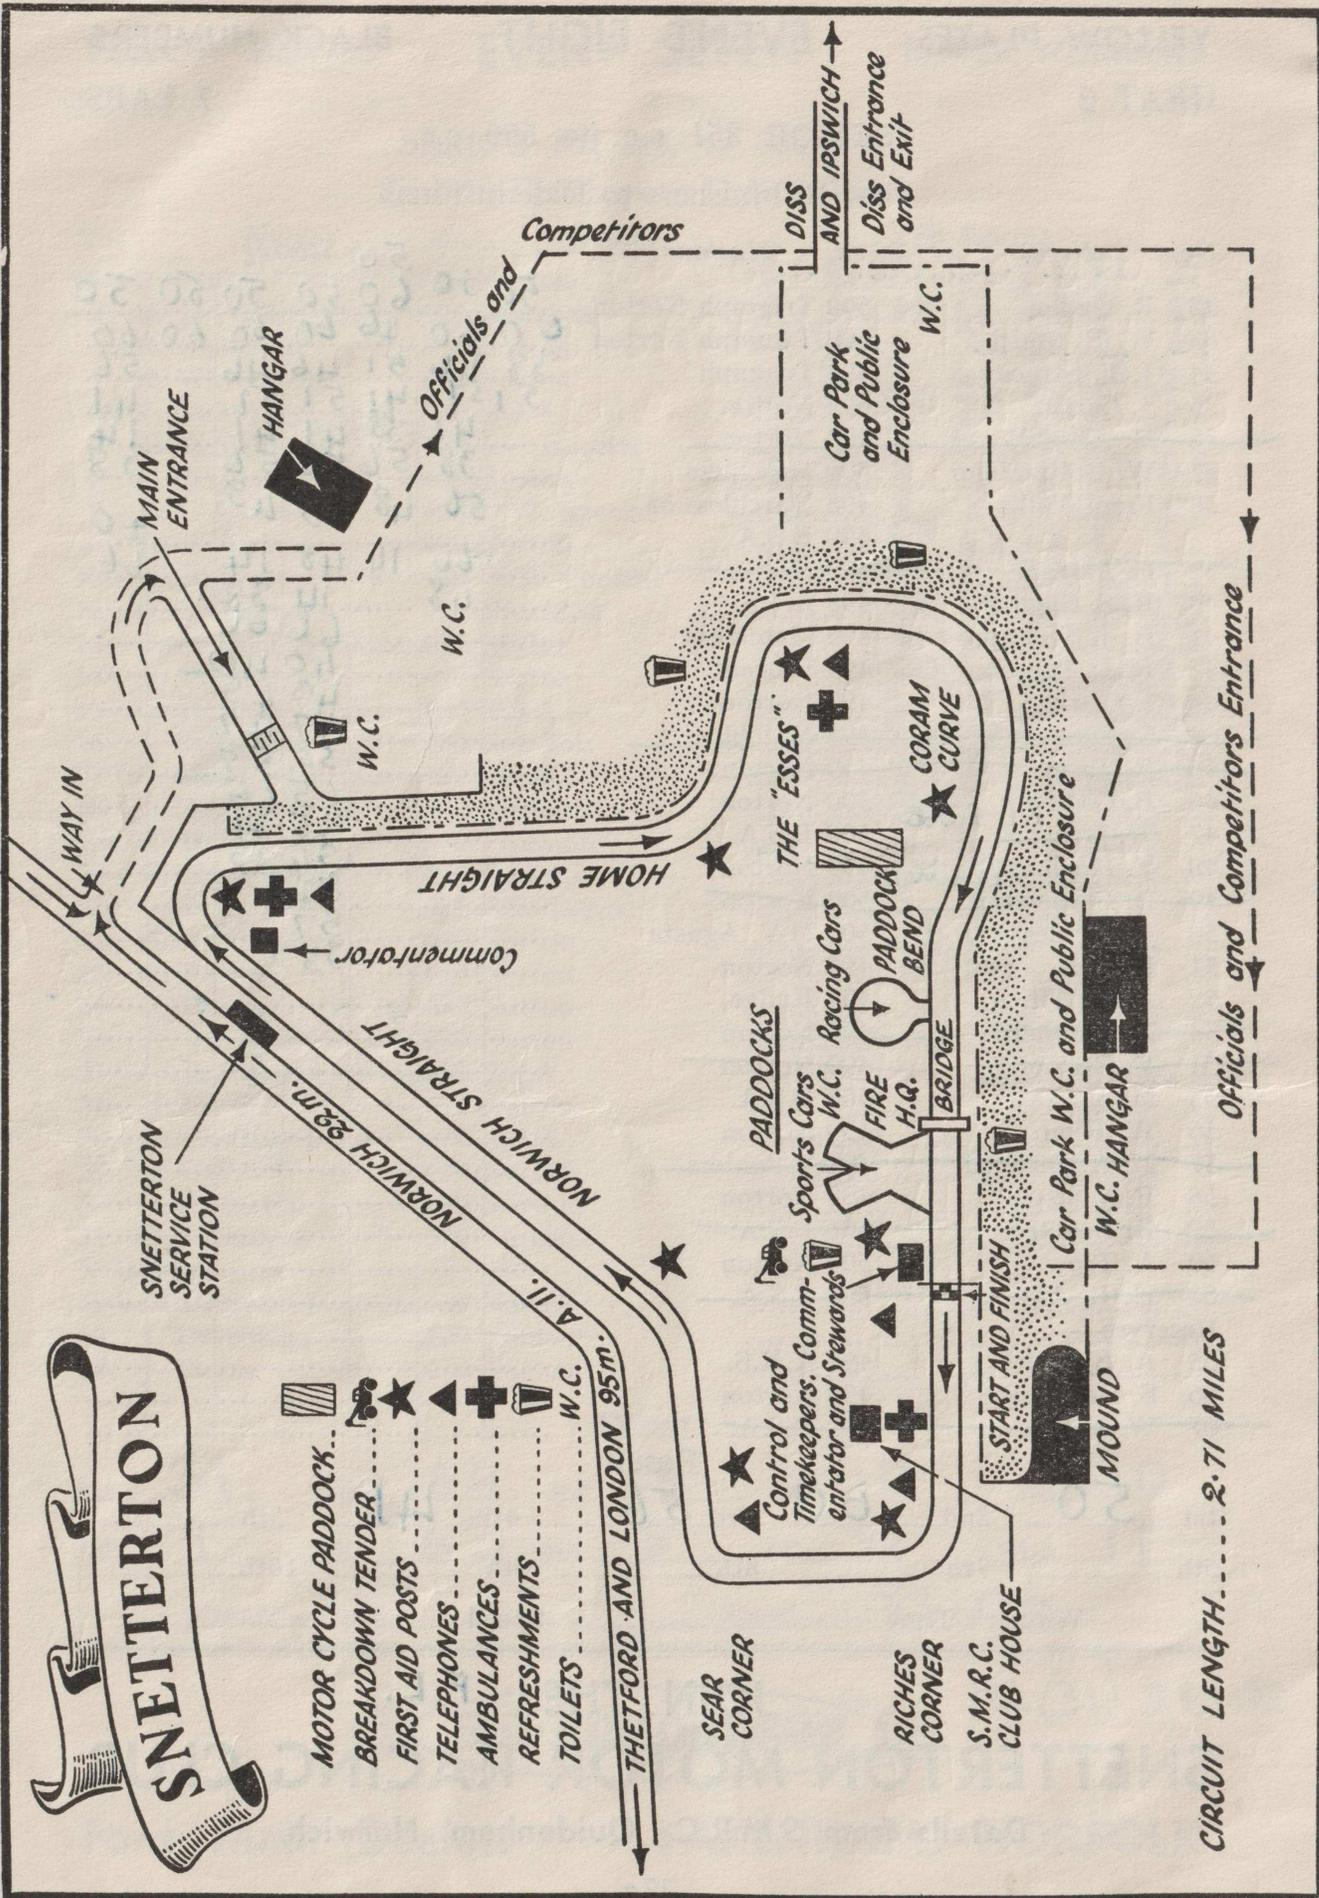 SNETTERTON
MOTOR CYCLE PADDOCK
BREAKDOWN TENDER
FIRST AID POSTS
TELEPHONES
AMBULANCES
REFRESHMENTS
TOILETS
W.C.
SNETTERTON
SERVICE
STATION
WAY IN
MAIN
ENTRANCE
HANGAR
Officials and
Competitors
W.C.
W.C.
THETFORD AND LONDON 95m.
A.11.
NORWICH 22m.
NORWICH STRAIGHT
Commentator
HOME STRAIGHT
DISS
AND IPSWICH
Diss Entrance
and Exit
Car Park
and Public
Enclosure
W.C.
THE "ESSES"
CORAM
CURVE
PADDOCKS
Sports Cars
W.C.
Racing Cars
PADDOCK
BEND
FIRE
H.Q.
BRIDGE
Control and
Timekeepers. Comm-
entator and Stewards
SEAR
CORNER
RICHES
CORNER
S.M.R.C.
CLUB HOUSE
START AND FINISH
MOUND
Car Park W.C. and Public Enclosure
W.C.
HANGAR
Officials and Competitors Entrance
CIRCUIT LENGTH.....2·71 MILES